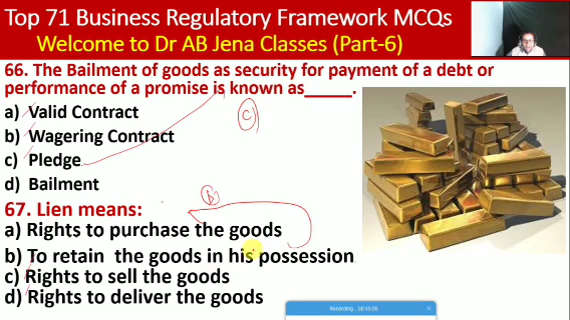 Top 71 Business Regulatory Framework MCQs
Welcome to Dr AB Jena Classes (Part-6)
66. The Bailment of goods as security for payment of a debt or
performance of a promise is known as_____.
a) Valid Contract
b) Wagering Contract
c) Pledge
d) Bailment
C)
B)
67. Lien means:
a) Rights to purchase the goods
b) To retain the goods in his possession
c) Rights to sell the goods
d) Rights to deliver the goods